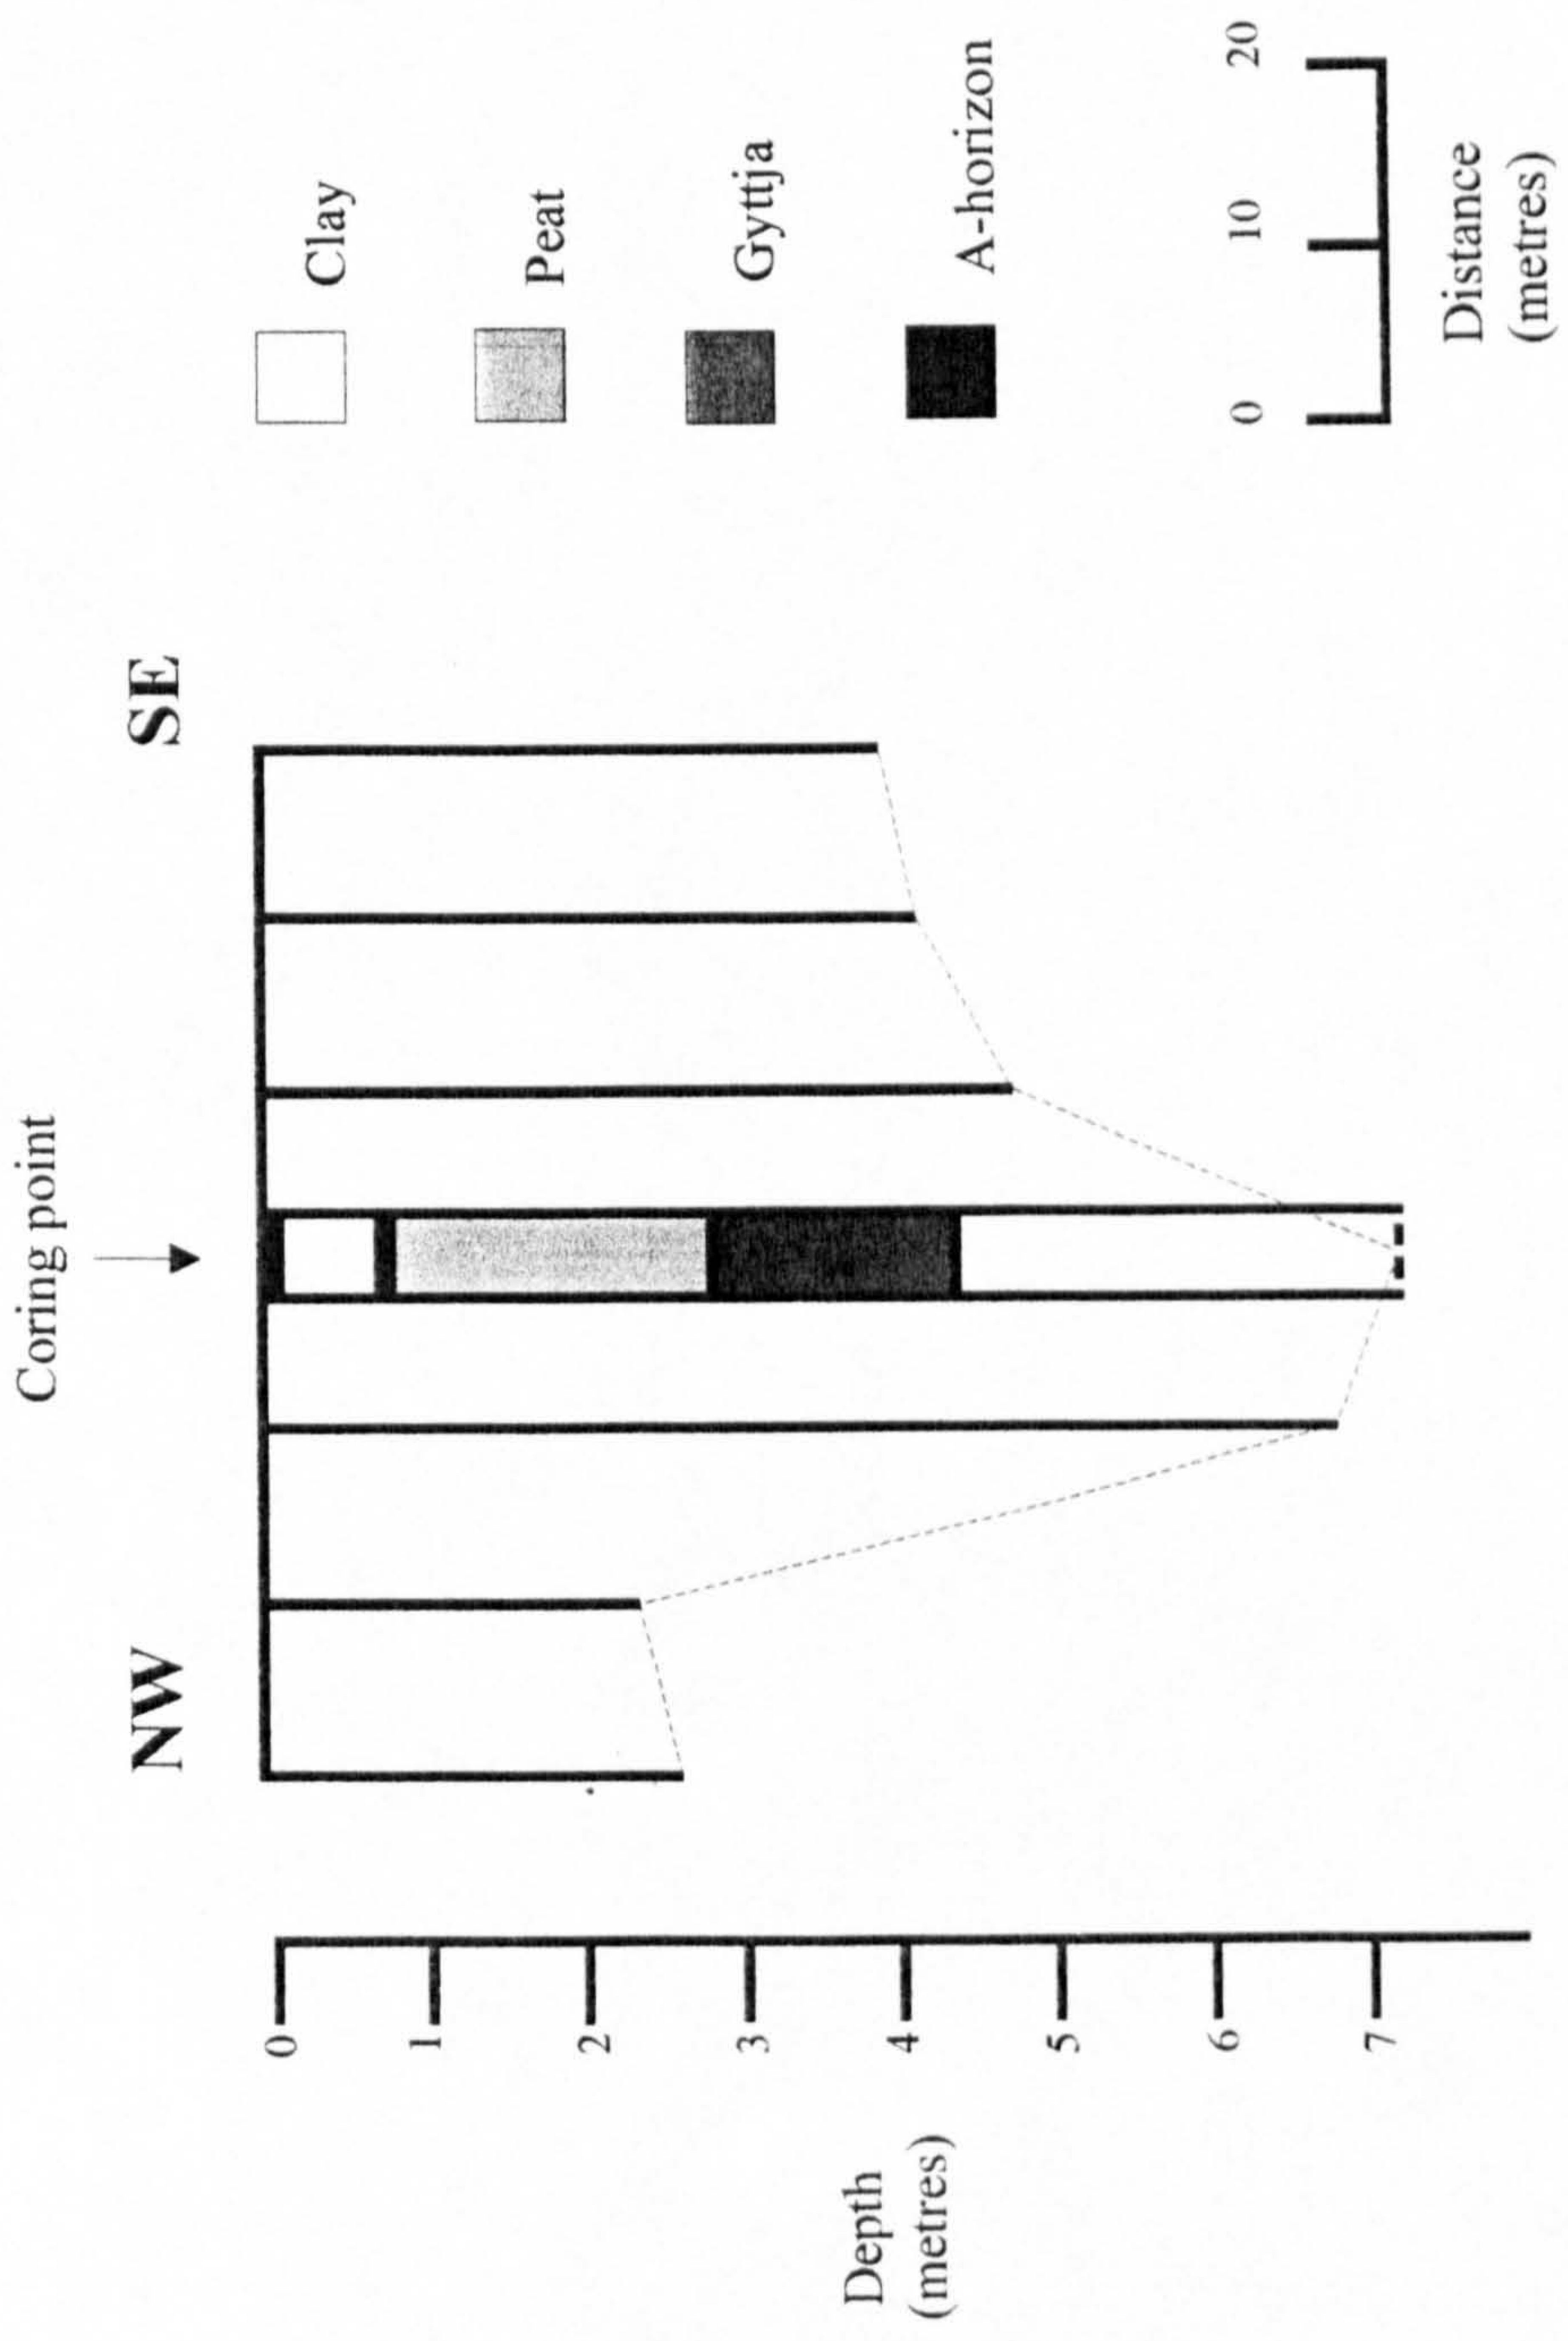 Coring point
NW
SE
0
1
2
3
4
5
6
7
Depth
(metres)
Clay
Peat
Gyttja
A-horizon
0
10
20
Distance
(metres)